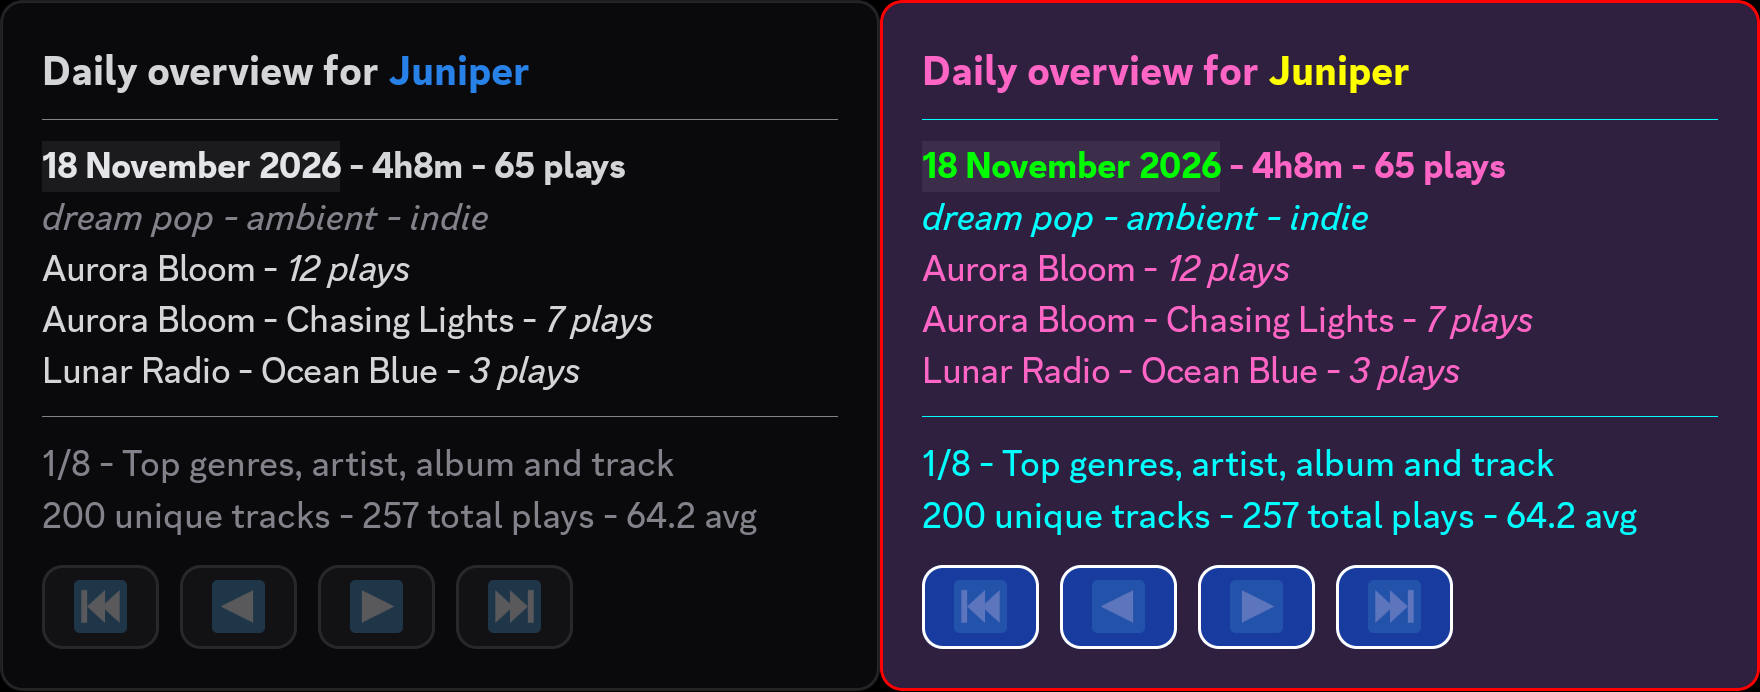 Daily overview for Juniper
18 November 2026 - 4h8m - 65 plays
dream pop - ambient - indie
Aurora Bloom - 12 plays
Aurora Bloom - Chasing Lights - 7 plays
Lunar Radio - Ocean Blue - 3 plays
1/8 - Top genres, artist, album and track
200 unique tracks - 257 total plays - 64.2 avg
Daily overview for Juniper
18 November 2026 - 4h8m - 65 plays
dream pop - ambient - indie
Aurora Bloom - 12 plays
Aurora Bloom - Chasing Lights - 7 plays
Lunar Radio - Ocean Blue - 3 plays
1/8 - Top genres, artist, album and track
200 unique tracks - 257 total plays - 64.2 avg